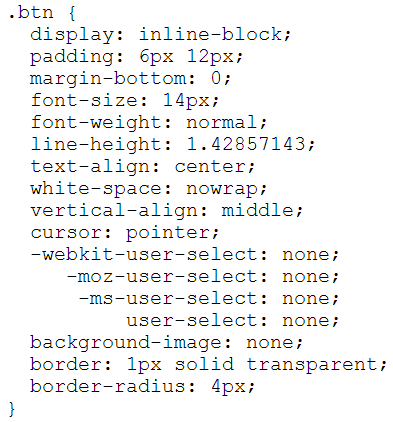 .btn {
  display: inline-block;
  padding: 6px 12px;
  margin-bottom: 0;
  font-size: 14px;
  font-weight: normal;
  line-height: 1.42857143;
  text-align: center;
  white-space: nowrap;
  vertical-align: middle;
  cursor: pointer;
  -webkit-user-select: none;
     -moz-user-select: none;
      -ms-user-select: none;
          user-select: none;
  background-image: none;
  border: 1px solid transparent;
  border-radius: 4px;
}